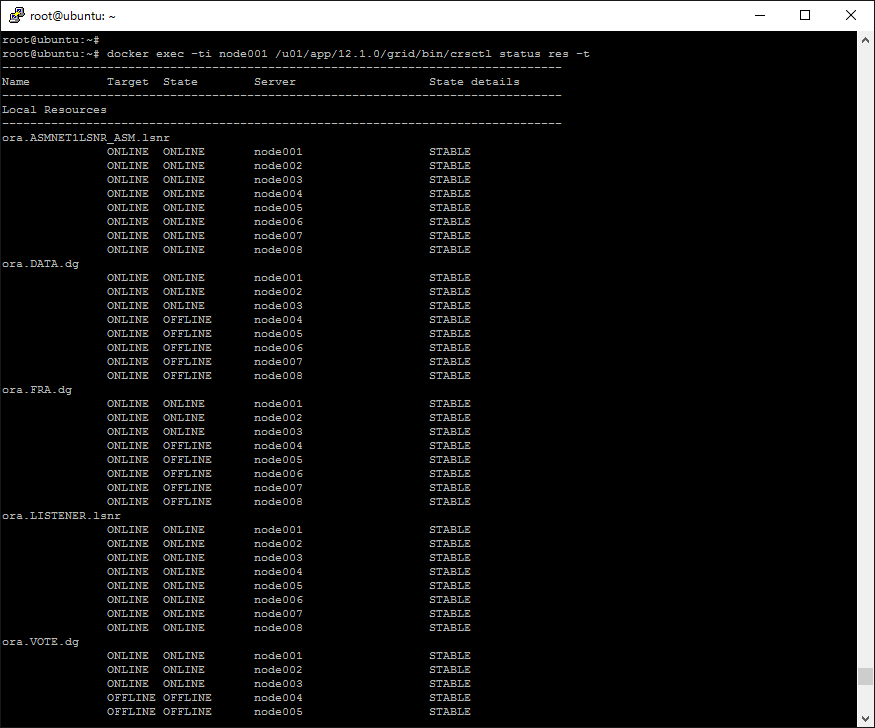 root@ubuntu: ~
root@ubuntu:~#
root@ubuntu:~# docker exec -ti node001 /u01/app/12.1.0/grid/bin/crsctl status res -t
--------------------------------------------------------------------------------
Name           Target  State        Server                   State details
--------------------------------------------------------------------------------
Local Resources
--------------------------------------------------------------------------------
ora.ASMNET1LSNR_ASM.lsnr
               ONLINE  ONLINE       node001                  STABLE
               ONLINE  ONLINE       node002                  STABLE
               ONLINE  ONLINE       node003                  STABLE
               ONLINE  ONLINE       node004                  STABLE
               ONLINE  ONLINE       node005                  STABLE
               ONLINE  ONLINE       node006                  STABLE
               ONLINE  ONLINE       node007                  STABLE
               ONLINE  ONLINE       node008                  STABLE
ora.DATA.dg
               ONLINE  ONLINE       node001                  STABLE
               ONLINE  ONLINE       node002                  STABLE
               ONLINE  ONLINE       node003                  STABLE
               ONLINE  OFFLINE      node004                  STABLE
               ONLINE  OFFLINE      node005                  STABLE
               ONLINE  OFFLINE      node006                  STABLE
               ONLINE  OFFLINE      node007                  STABLE
               ONLINE  OFFLINE      node008                  STABLE
ora.FRA.dg
               ONLINE  ONLINE       node001                  STABLE
               ONLINE  ONLINE       node002                  STABLE
               ONLINE  ONLINE       node003                  STABLE
               ONLINE  OFFLINE      node004                  STABLE
               ONLINE  OFFLINE      node005                  STABLE
               ONLINE  OFFLINE      node006                  STABLE
               ONLINE  OFFLINE      node007                  STABLE
               ONLINE  OFFLINE      node008                  STABLE
ora.LISTENER.lsnr
               ONLINE  ONLINE       node001                  STABLE
               ONLINE  ONLINE       node002                  STABLE
               ONLINE  ONLINE       node003                  STABLE
               ONLINE  ONLINE       node004                  STABLE
               ONLINE  ONLINE       node005                  STABLE
               ONLINE  ONLINE       node006                  STABLE
               ONLINE  ONLINE       node007                  STABLE
               ONLINE  ONLINE       node008                  STABLE
ora.VOTE.dg
               ONLINE  ONLINE       node001                  STABLE
               ONLINE  ONLINE       node002                  STABLE
               ONLINE  ONLINE       node003                  STABLE
               OFFLINE OFFLINE      node004                  STABLE
               OFFLINE OFFLINE      node005                  STABLE